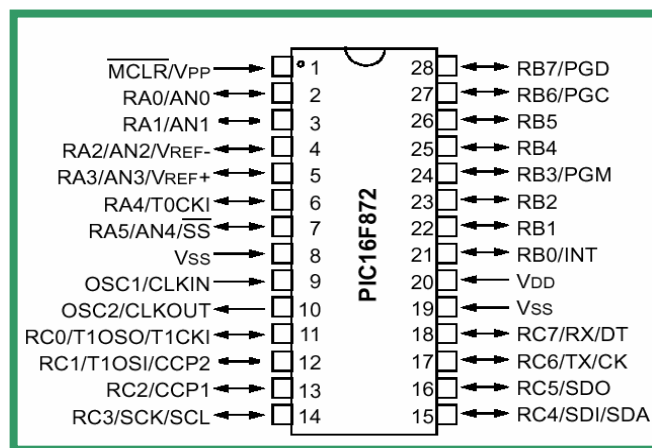 MCLR/VPP 1 28 RB7/PGD
RA0/AN0 2 27 RB6/PGC
RA1/AN1 3 26 RB5
RA2/AN2/VREF- 4 25 RB4
RA3/AN3/VREF+ 5 24 RB3/PGM
RA4/T0CKI 6 23 RB2
RA5/AN4/SS 7 22 RB1
VSS 8 21 RB0/INT
OSC1/CLKIN 9 20 VDD
OSC2/CLKOUT 10 19 VSS
RC0/T1OSO/T1CKI 11 18 RC7/RX/DT
RC1/T1OSI/CCP2 12 17 RC6/TX/CK
RC2/CCP1 13 16 RC5/SDO
RC3/SCK/SCL 14 15 RC4/SDI/SDA
PIC16F872